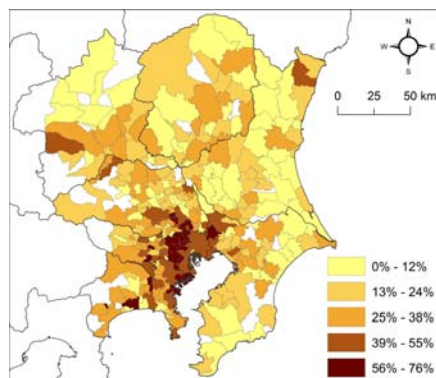 N
W E
S
0 25 50 km
0% - 12%
13% - 24%
25% - 38%
39% - 55%
56% - 76%